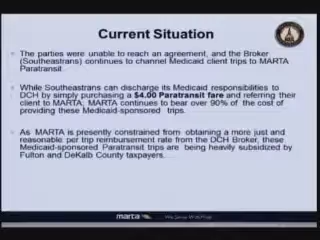 Current Situation
The parties were unable to reach an agreement, and the Broker
(Southeastrans) continues to channel Medicaid client trips to MARTA
Paratransit.
While Southeastrans can discharge its Medicaid responsibilities to
DCH by simply purchasing a $4.00 Paratransit fare and referring their
client to MARTA; MARTA continues to bear over 90% of the cost of
providing these Medicaid-sponsored trips.
As MARTA is presently constrained from obtaining a more just and
reasonable per trip reimbursement rate from the DCH Broker, these
Medicaid-sponsored Paratransit trips are being heavily subsidized by
Fulton and DeKalb County taxpayers.
marta